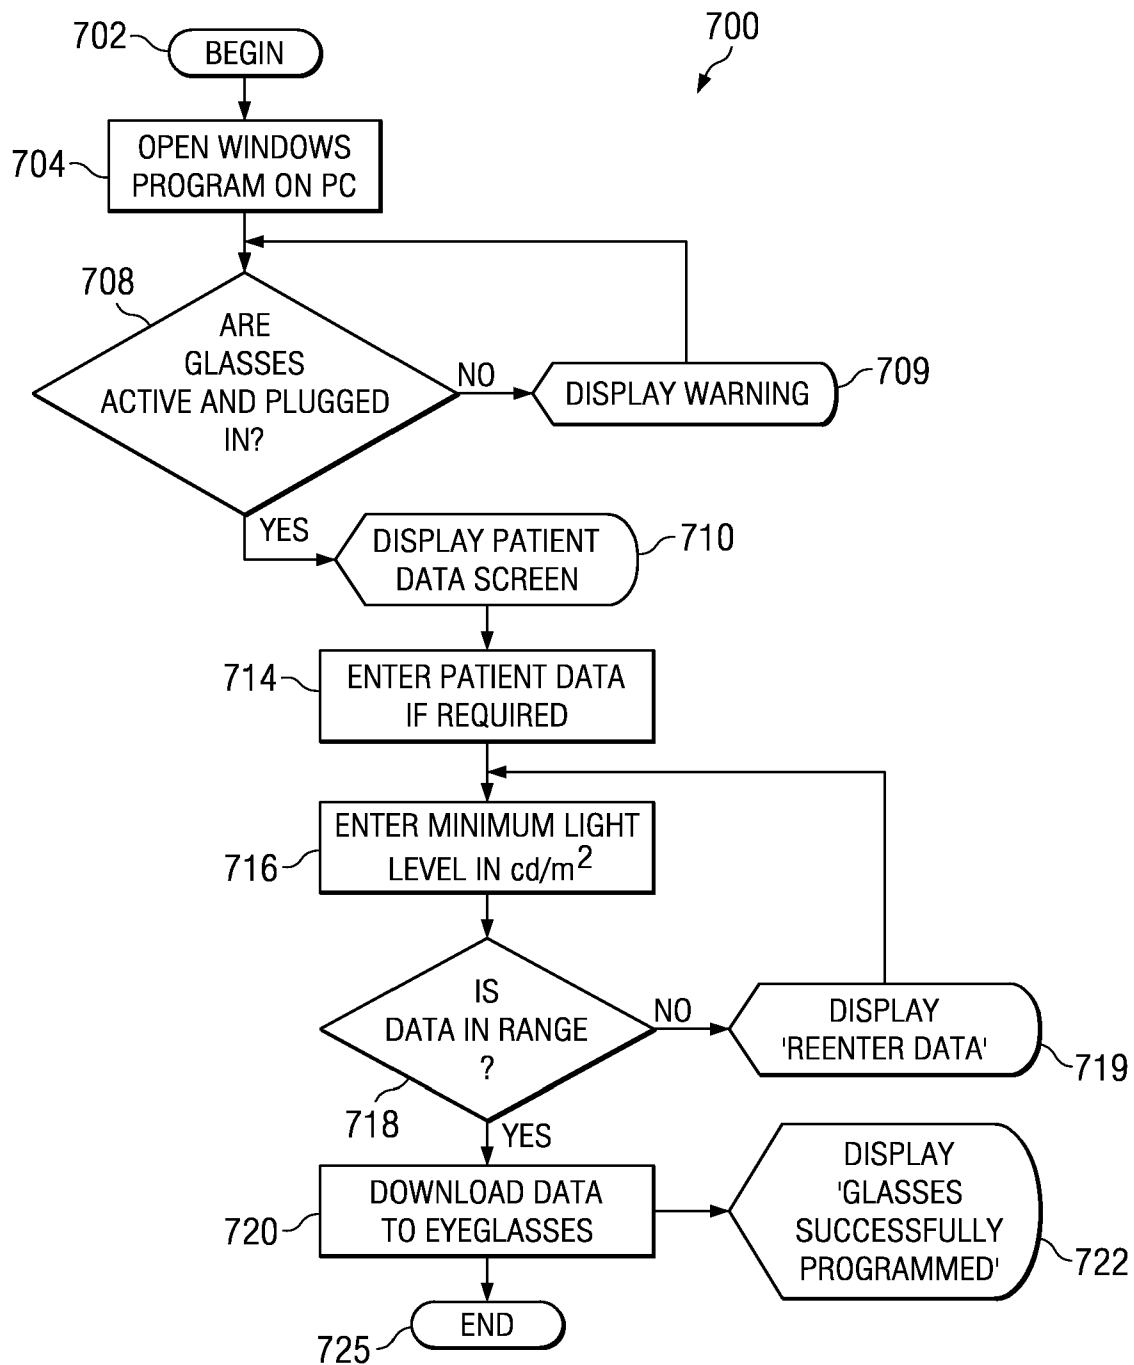 700
702
BEGIN
704
OPEN WINDOWS
PROGRAM ON PC
708
ARE
GLASSES
ACTIVE AND PLUGGED
IN?
NO
DISPLAY WARNING
709
YES
DISPLAY PATIENT
DATA SCREEN
710
714
ENTER PATIENT DATA
IF REQUIRED
716
ENTER MINIMUM LIGHT
LEVEL IN cd/m²
IS
DATA IN RANGE
?
718
NO
DISPLAY
'REENTER DATA'
719
YES
720
DOWNLOAD DATA
TO EYEGLASSES
DISPLAY
'GLASSES
SUCCESSFULLY
PROGRAMMED'
722
END
725